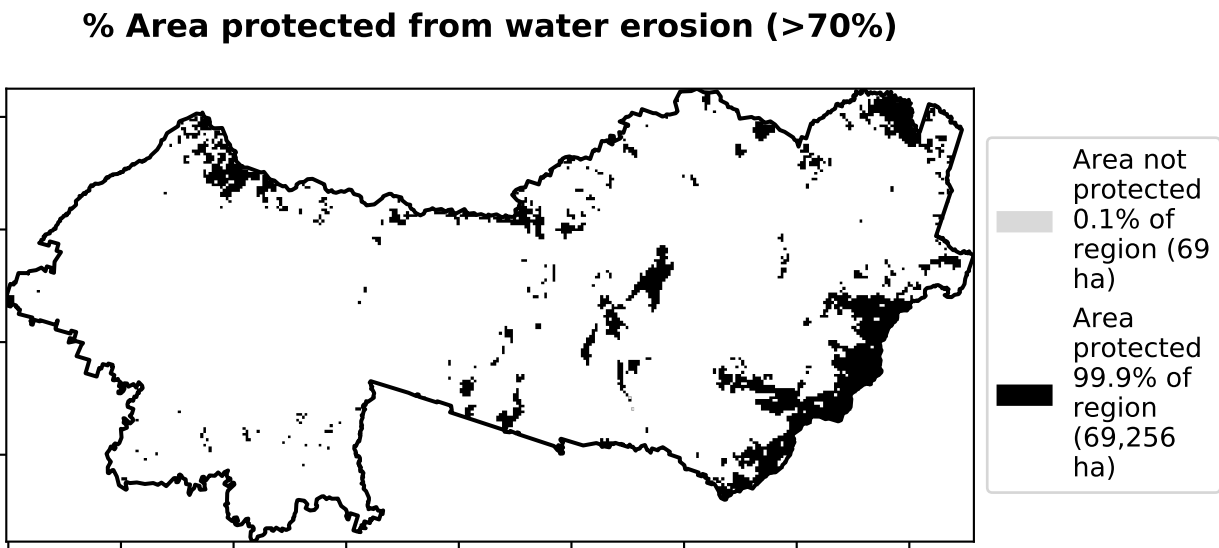 % Area protected from water erosion (>70%)
Area not
protected
0.1% of
region (69
ha)
Area
protected
99.9% of
region
(69,256
ha)